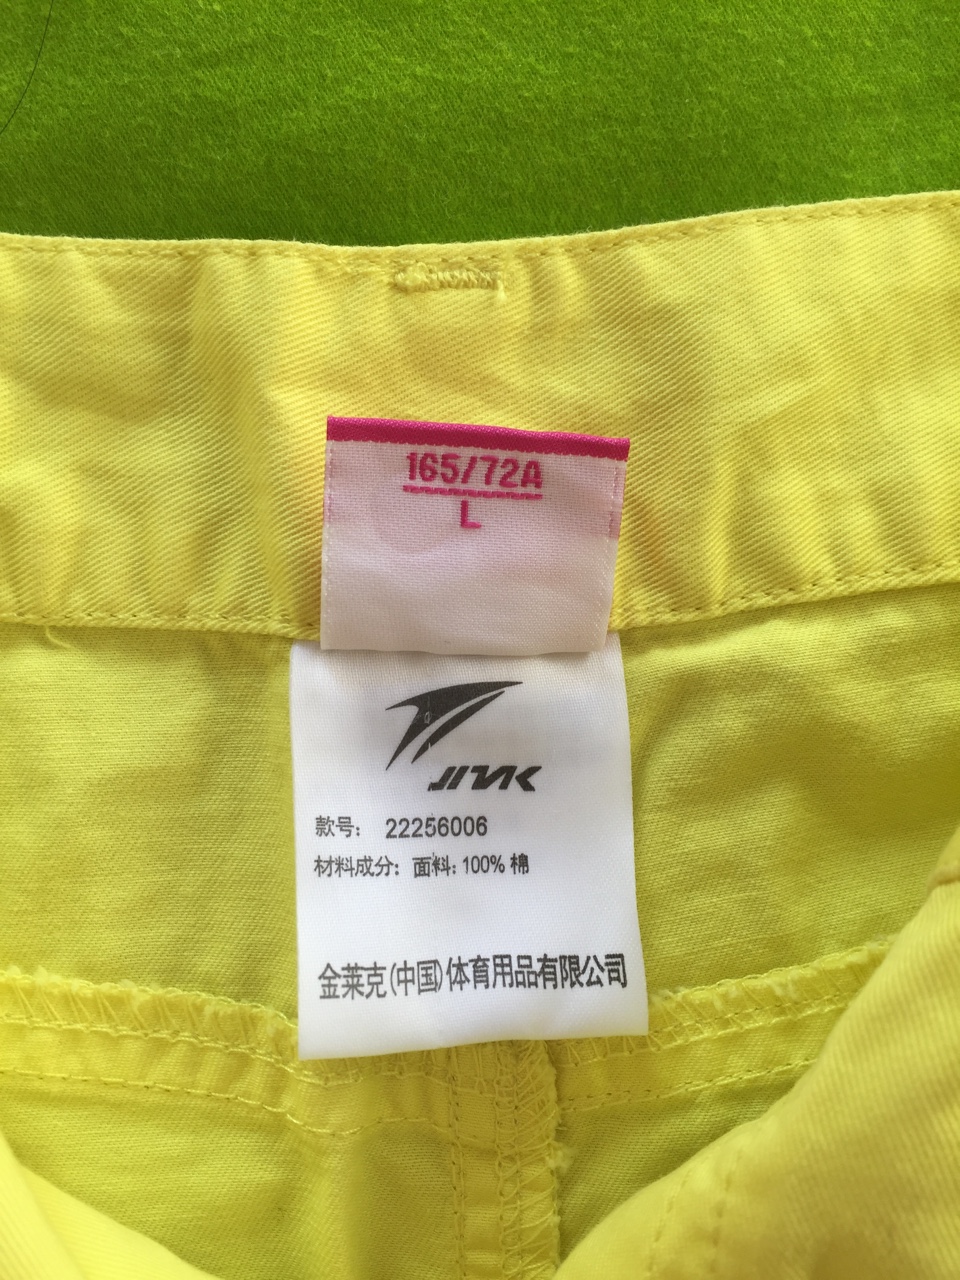 165/72A
L
JINK
款号： 22256006
材料成分：面料：100% 棉
金莱克(中国)体育用品有限公司